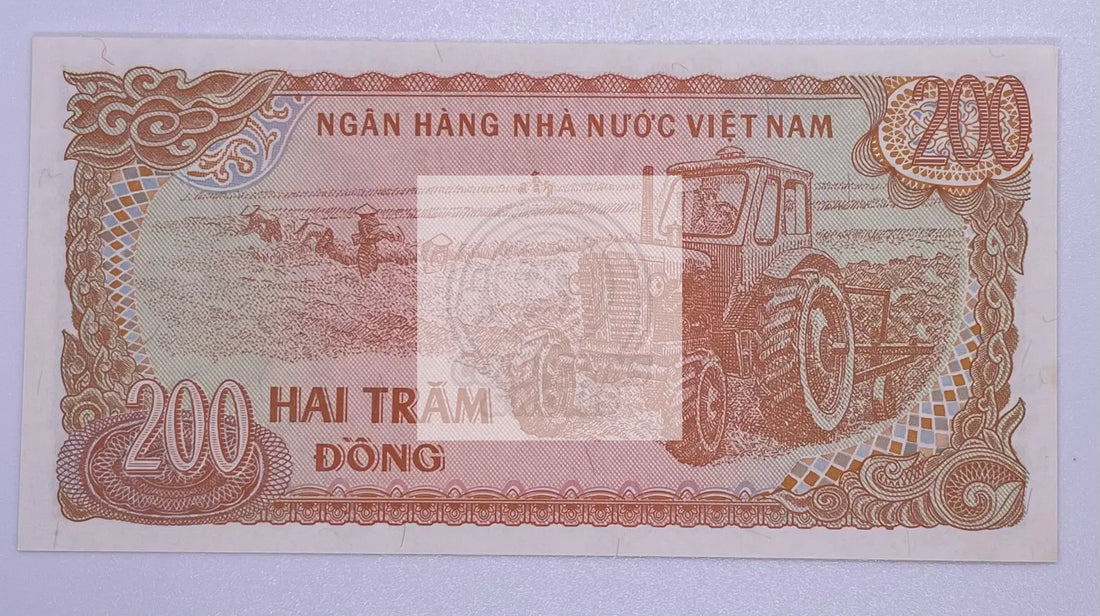 NGÂN HÀNG NHÀ NƯỚC VIỆT NAM
200
200
HAI TRĂM
ĐỒNG